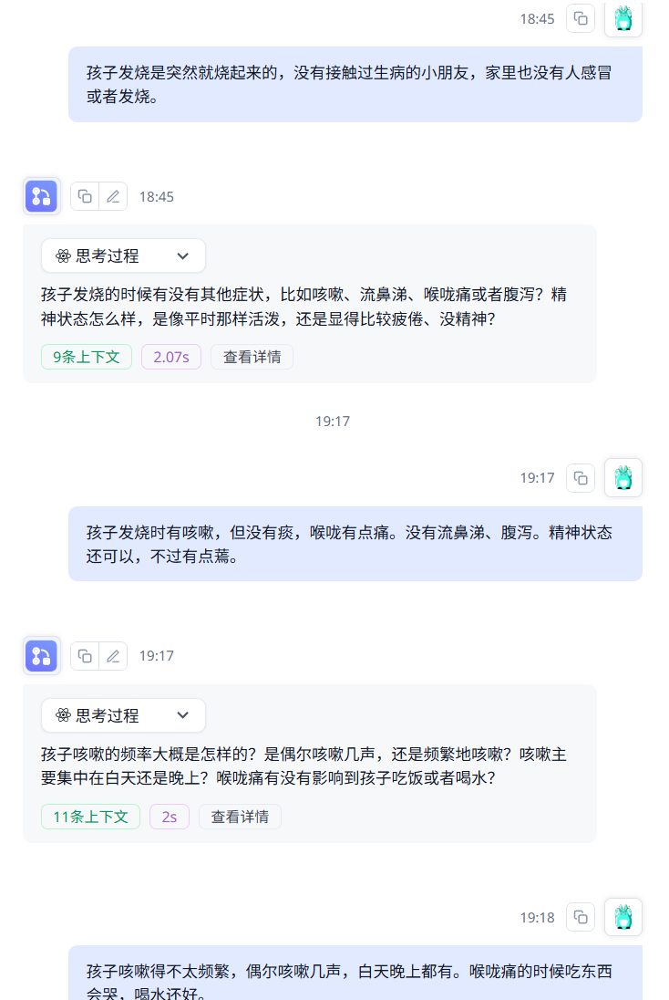 18:45
孩子发烧是突然就烧起来的，没有接触过生病的小朋友，家里也没有人感冒
或者发烧。
18:45
思考过程
孩子发烧的时候有没有其他症状，比如咳嗽、流鼻涕、喉咙痛或者腹泻？精
神状态怎么样，是像平时那样活泼，还是显得比较疲倦、没精神？
9条上下文 2.07s 查看详情
19:17
19:17
孩子发烧时有咳嗽，但没有痰，喉咙有点痛。没有流鼻涕、腹泻。精神状态
还可以，不过有点蔫。
19:17
思考过程
孩子咳嗽的频率大概是怎样的？是偶尔咳嗽几声，还是频繁地咳嗽？咳嗽主
要集中在白天还是晚上？喉咙痛有没有影响到孩子吃饭或者喝水？
11条上下文 2s 查看详情
19:18
孩子咳嗽得不太频繁，偶尔咳嗽几声，白天晚上都有。喉咙痛的时候吃东西
会哭，喝水还好。